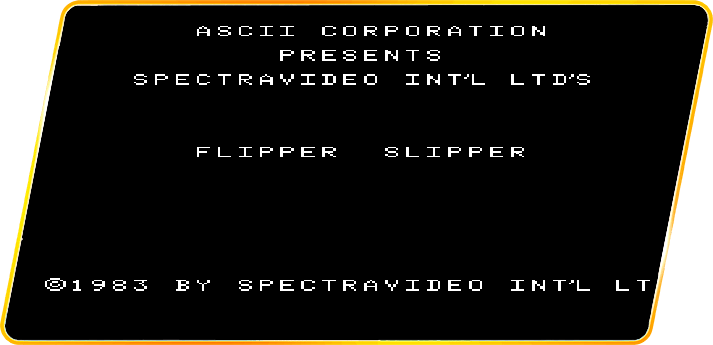 ASCII CORPORATION
PRESENTS
SPECTRAVIDEO INT'L LTD'S
FLIPPER SLIPPER
©1983 BY SPECTRAVIDEO INT'L LT